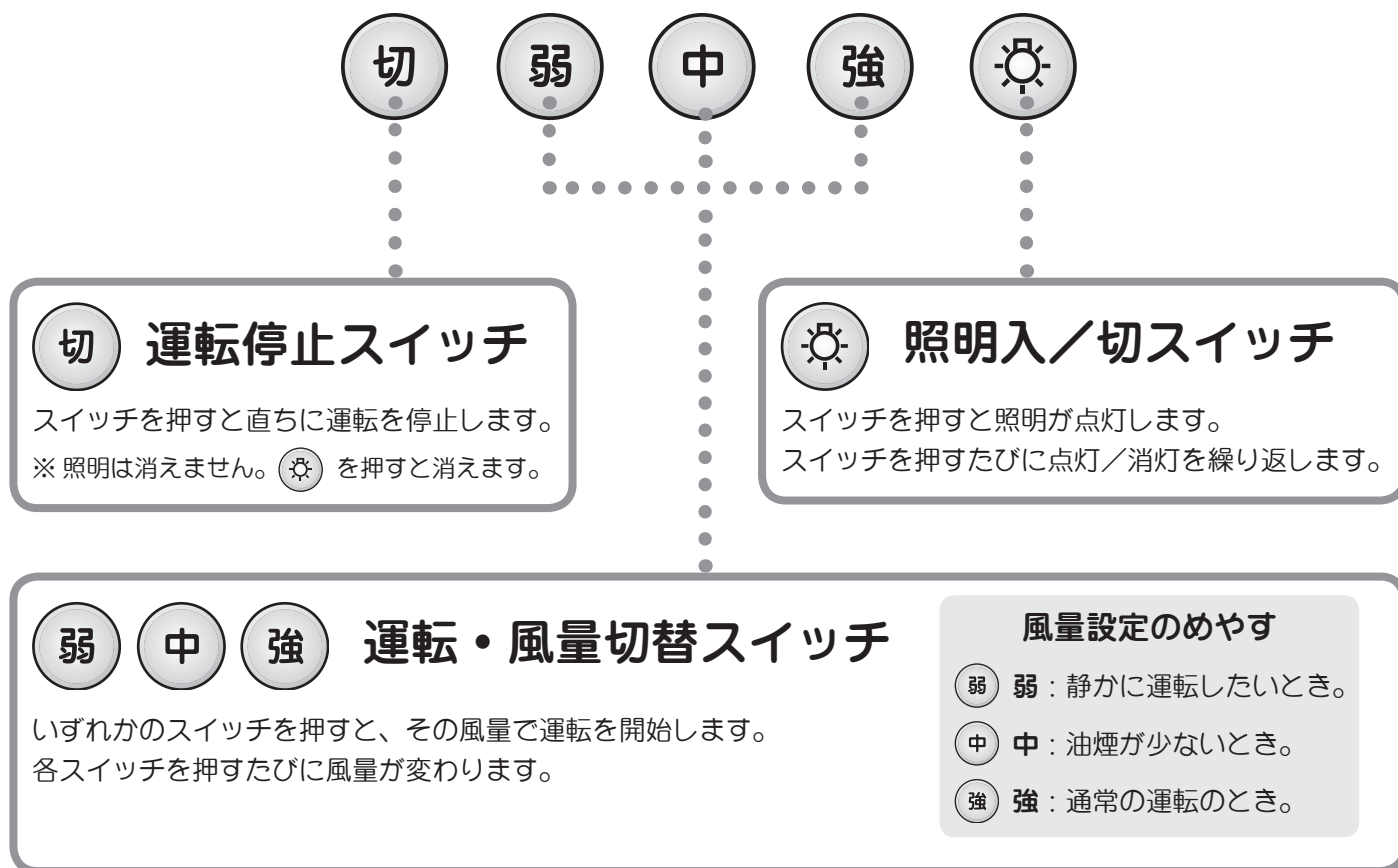 切 弱 中 強
切 運転停止スイッチ
スイッチを押すと直ちに運転を停止します。
※ 照明は消えません。 を押すと消えます。
照明入／切スイッチ
スイッチを押すと照明が点灯します。
スイッチを押すたびに点灯／消灯を繰り返します。
弱 中 強 運転・風量切替スイッチ
いずれかのスイッチを押すと、その風量で運転を開始します。
各スイッチを押すたびに風量が変わります。
風量設定のめやす
弱 弱：静かに運転したいとき。
中 中：油煙が少ないとき。
強 強：通常の運転のとき。